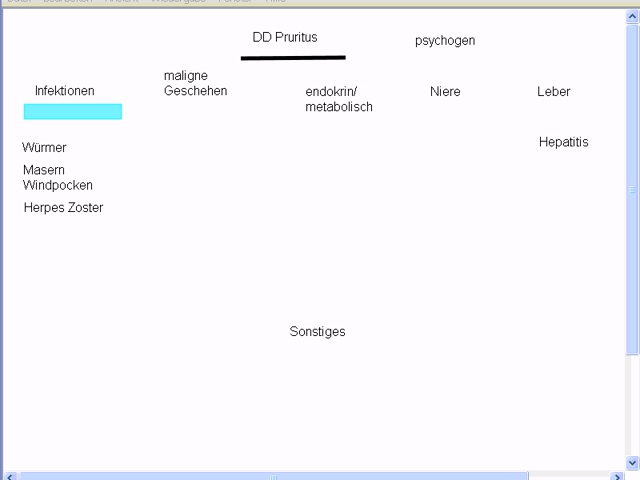 DD Pruritus
psychogen
maligne
Geschehen
Infektionen
endokrin/
metabolisch
Niere
Leber
Hepatitis
Würmer
Masern
Windpocken
Herpes Zoster
Sonstiges